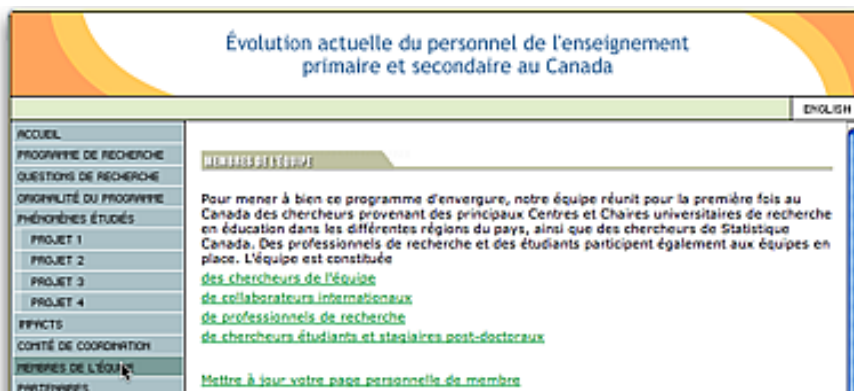 Évolution actuelle du personnel de l'enseignement
primaire et secondaire au Canada
ENGLISH
ACCUEIL
PROGRAMME DE RECHERCHE
QUESTIONS DE RECHERCHE
ORIGINALITÉ DU PROGRAMME
PHÉNOMÈNES ÉTUDIÉS
PROJET 1
PROJET 2
PROJET 3
PROJET 4
IMPACTS
COMITÉ DE COORDINATION
MEMBRES DE L'ÉQUIPE
PARTENAIRES
MEMBRES DE L'ÉQUIPE
Pour mener à bien ce programme d'envergure, notre équipe réunit pour la première fois au
Canada des chercheurs provenant des principaux Centres et Chaires universitaires de recherche
en éducation dans les différentes régions du pays, ainsi que des chercheurs de Statistique
Canada. Des professionnels de recherche et des étudiants participent également aux équipes en
place. L'équipe est constituée
des chercheurs de l'équipe
de collaborateurs internationaux
de professionnels de recherche
de chercheurs étudiants et stagiaires post-doctoraux
Mettre à jour votre page personnelle de membre